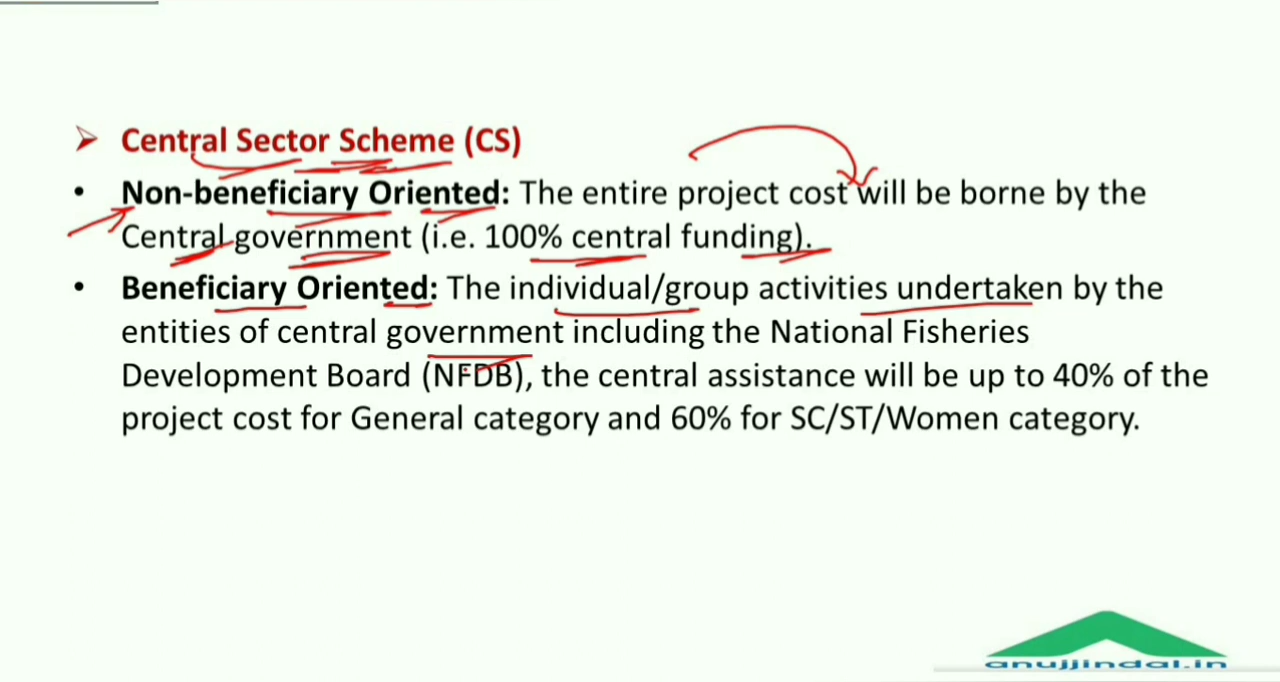 Central Sector Scheme (CS)
Non-beneficiary Oriented: The entire project cost will be borne by the
Central government (i.e. 100% central funding).
Beneficiary Oriented: The individual/group activities undertaken by the
entities of central government including the National Fisheries
Development Board (NFDB), the central assistance will be up to 40% of the
project cost for General category and 60% for SC/ST/Women category.
anujjindal.in